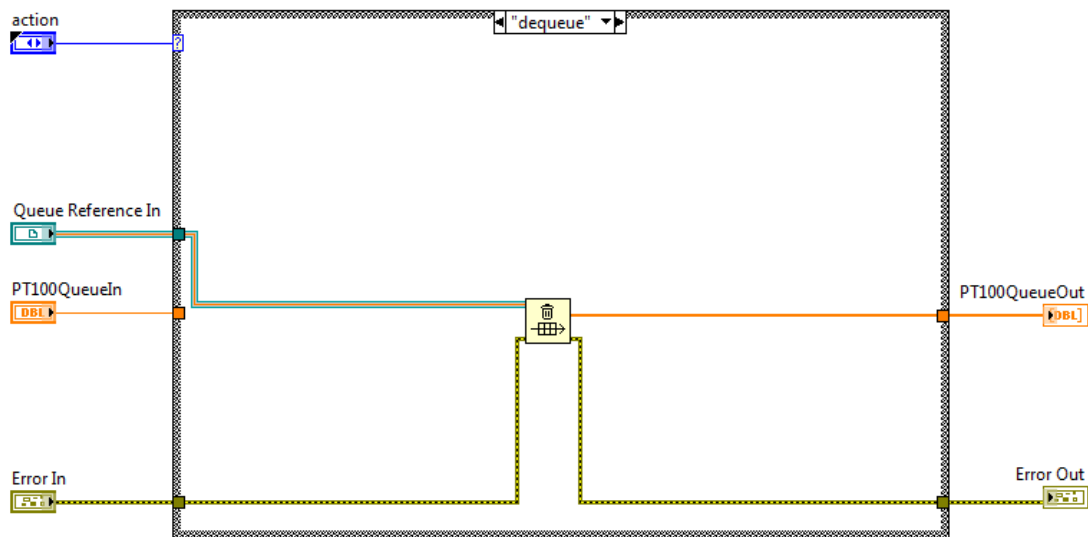 action
"dequeue"
?
Queue Reference In
PT100QueueIn
DBL
PT100QueueOut
[DBL]
Error In
Error Out